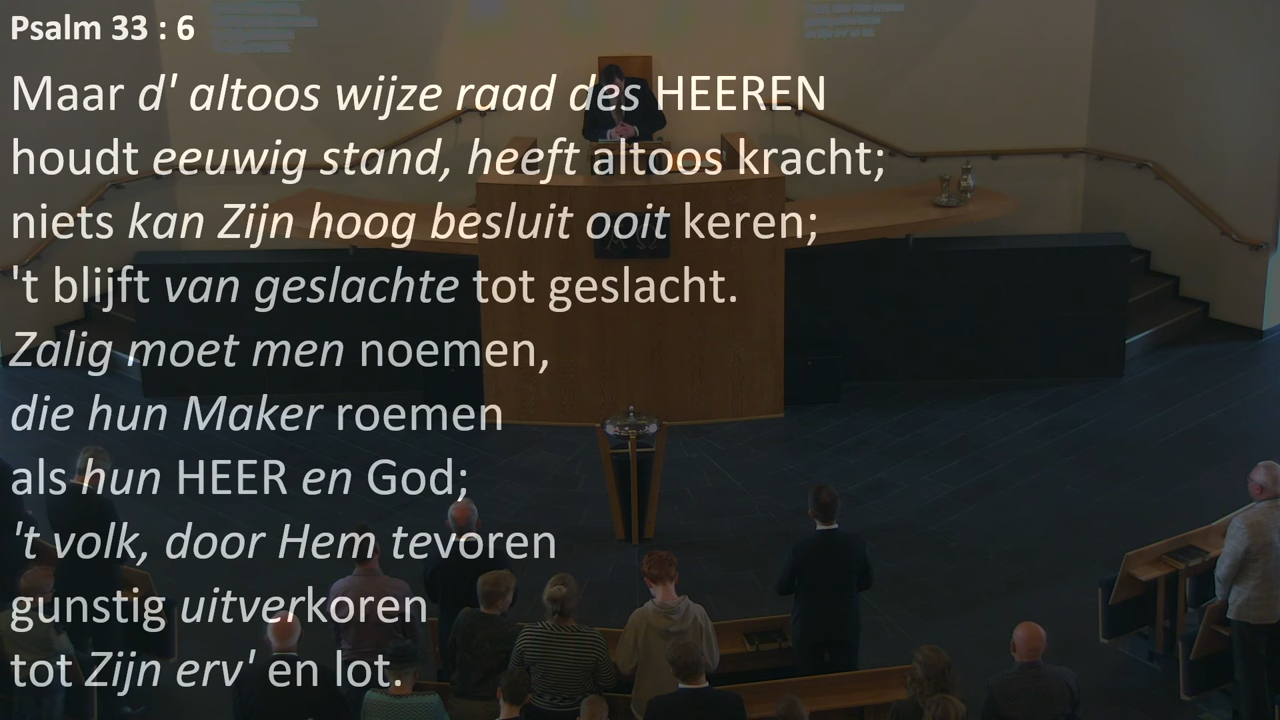 Psalm 33 : 6
Maar d' altoos wijze raad des HEEREN
houdt eeuwig stand, heeft altoos kracht;
niets kan Zijn hoog besluit ooit keren;
't blijft van geslachte tot geslacht.
Zalig moet men noemen,
die hun Maker roemen
als hun HEER en God;
't volk, door Hem tevoren
gunstig uitverkoren
tot Zijn erv' en lot.